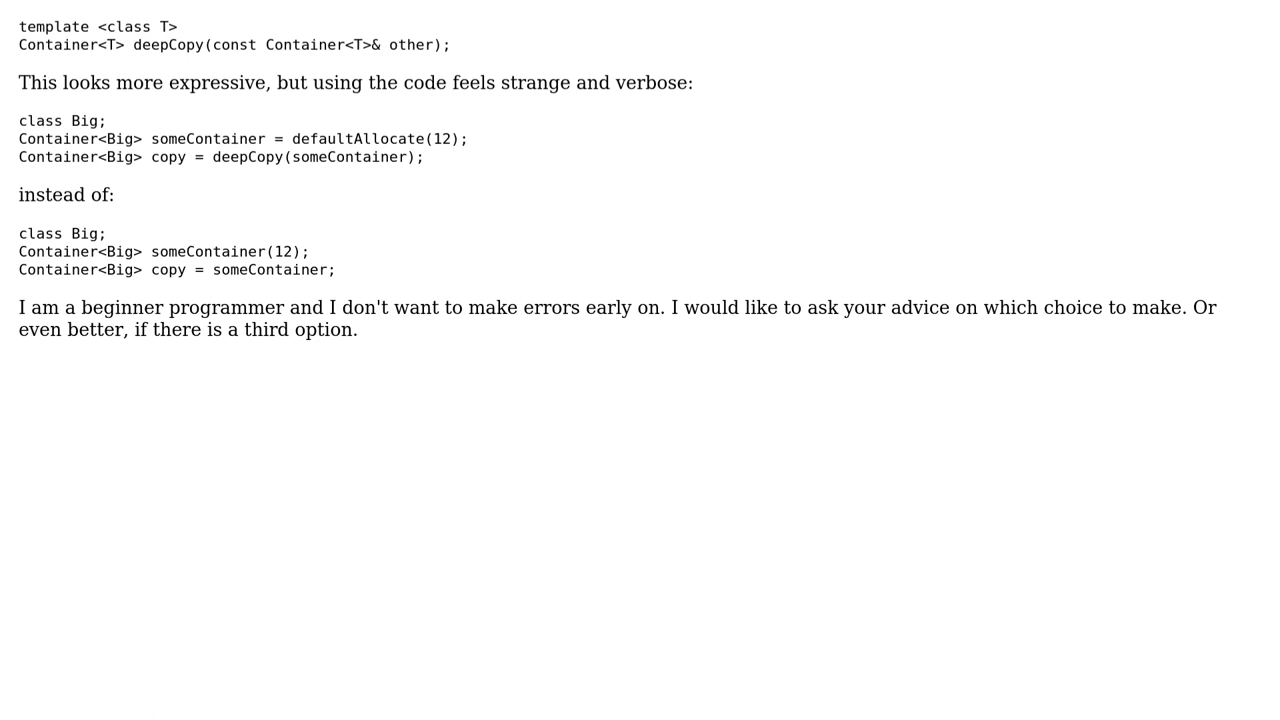 template <class T>
Container<T> deepCopy(const Container<T>& other);
This looks more expressive, but using the code feels strange and verbose:
class Big;
Container<Big> someContainer = defaultAllocate(12);
Container<Big> copy = deepCopy(someContainer);
instead of:
class Big;
Container<Big> someContainer(12);
Container<Big> copy = someContainer;
I am a beginner programmer and I don't want to make errors early on. I would like to ask your advice on which choice to make. Or
even better, if there is a third option.